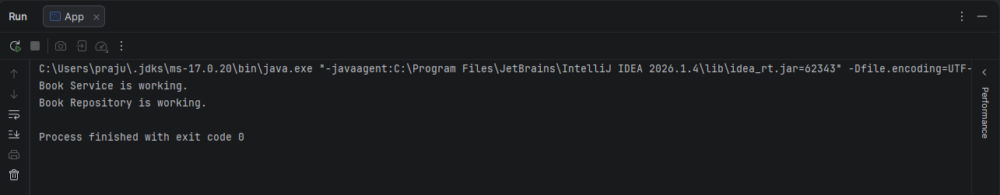 Run App
C:\Users\praju\.jdks\ms-17.0.20\bin\java.exe "-javaagent:C:\Program Files\JetBrains\IntelliJ IDEA 2026.1.4\lib\idea_rt.jar=62343" -Dfile.encoding=UTF-
Book Service is working.
Book Repository is working.
Process finished with exit code 0
Performance